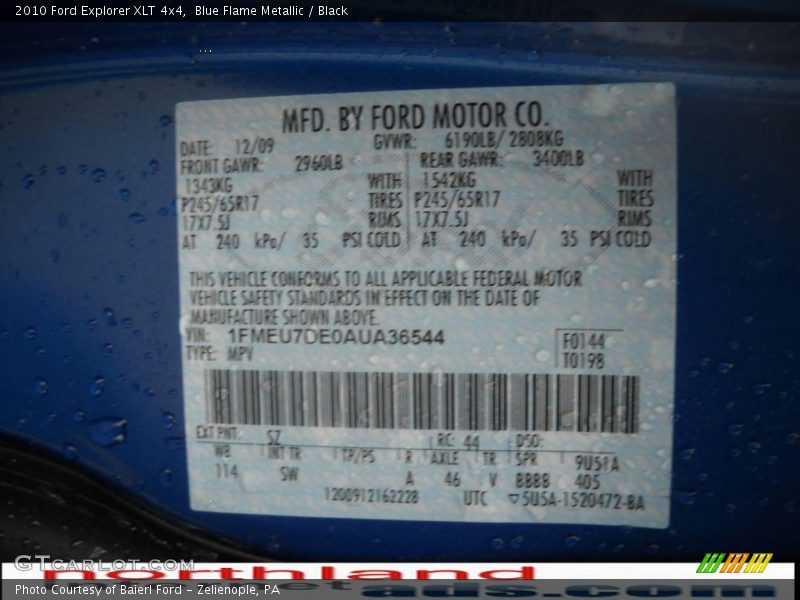 2010 Ford Explorer XLT 4x4, Blue Flame Metallic / Black
MFD. BY FORD MOTOR CO.
DATE: 12/09 GVWR: 6190LB/ 2808KG
FRONT GAWR: 2960LB REAR GAWR: 3400LB
1343KG WITH 1542KG WITH
P245/65R17 TIRES P245/65R17 TIRES
17X7.5J RIMS 17X7.5J RIMS
AT 240 kPa/ 35 PSI COLD AT 240 kPa/ 35 PSI COLD
THIS VEHICLE CONFORMS TO ALL APPLICABLE FEDERAL MOTOR
VEHICLE SAFETY STANDARDS IN EFFECT ON THE DATE OF
MANUFACTURE SHOWN ABOVE.
VIN: 1FMEU7DE0AUA36544 F0144
TYPE: MPV T0198
EXT PNT: SZ RC: 44 DSO:
WB INT TR TP/PS R AXLE TR SPR 9U51A
114 SW A 46 V BBBB 405
1200912162228 UTC ▽5U5A-1520472-BA
GTcarlot.com
northland
ads.com
Photo Courtesy of Baierl Ford - Zelienople, PA